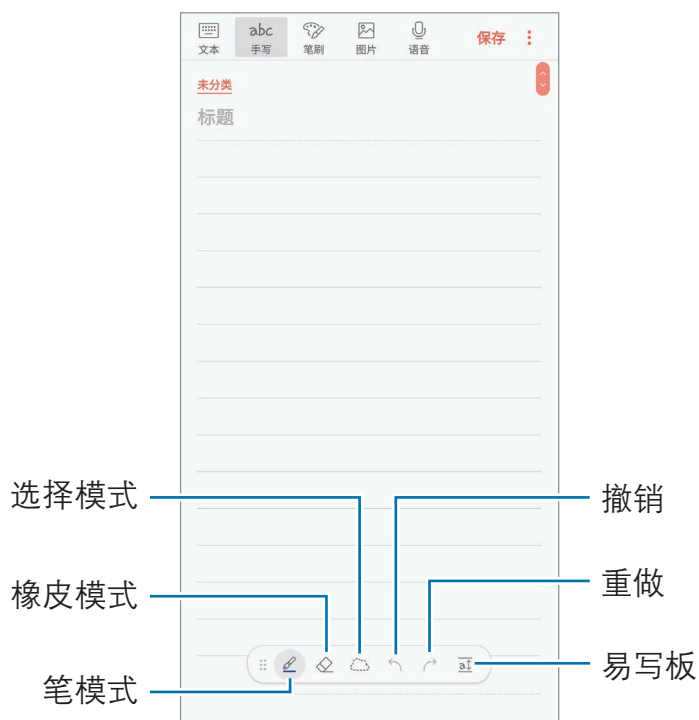 abc
文本 手写 笔刷 图片 语音 保存
未分类
标题
选择模式 撤销
橡皮模式 重做
a
笔模式 易写板